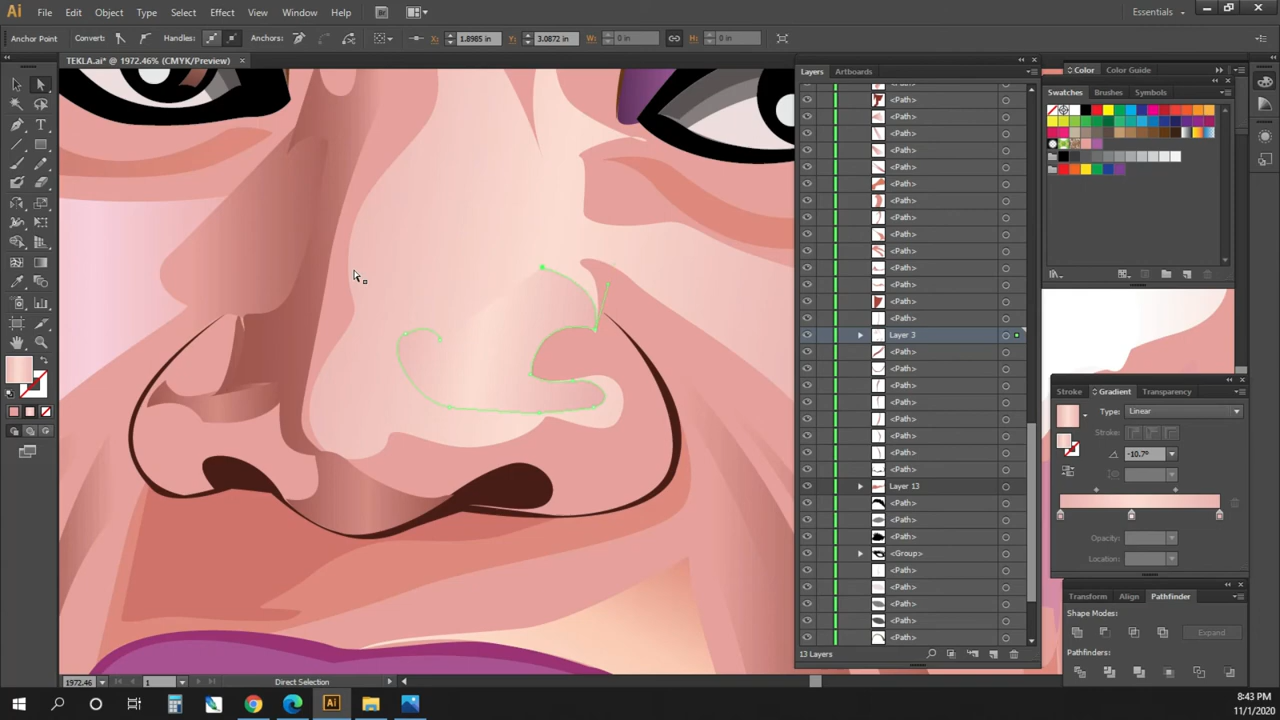 Ai File Edit Object Type Select Effect View Window Help Br Essentials
Anchor Point Convert: Handles: Anchors: X: 1.8985 in Y: 3.0872 in W: 0 in H: 0 in
TEKLA.ai* @ 1972.46% (CMYK/Preview)
Layers Artboards
<Path>
<Path>
<Path>
<Path>
<Path>
<Path>
<Path>
<Path>
<Path>
<Path>
<Path>
<Path>
<Path>
<Path>
Layer 3
<Path>
<Path>
<Path>
<Path>
<Path>
<Path>
<Path>
<Path>
Layer 13
<Path>
<Path>
<Path>
<Group>
<Path>
<Path>
<Path>
<Path>
<Path>
13 Layers
Color Color Guide
Swatches Brushes Symbols
Stroke Gradient Transparency
Type: Linear
Stroke:
-10.7°
Opacity:
Location:
Transform Align Pathfinder
Shape Modes:
Expand
Pathfinders:
1972.46 1 Direct Selection
Ai
8:43 PM
11/1/2020